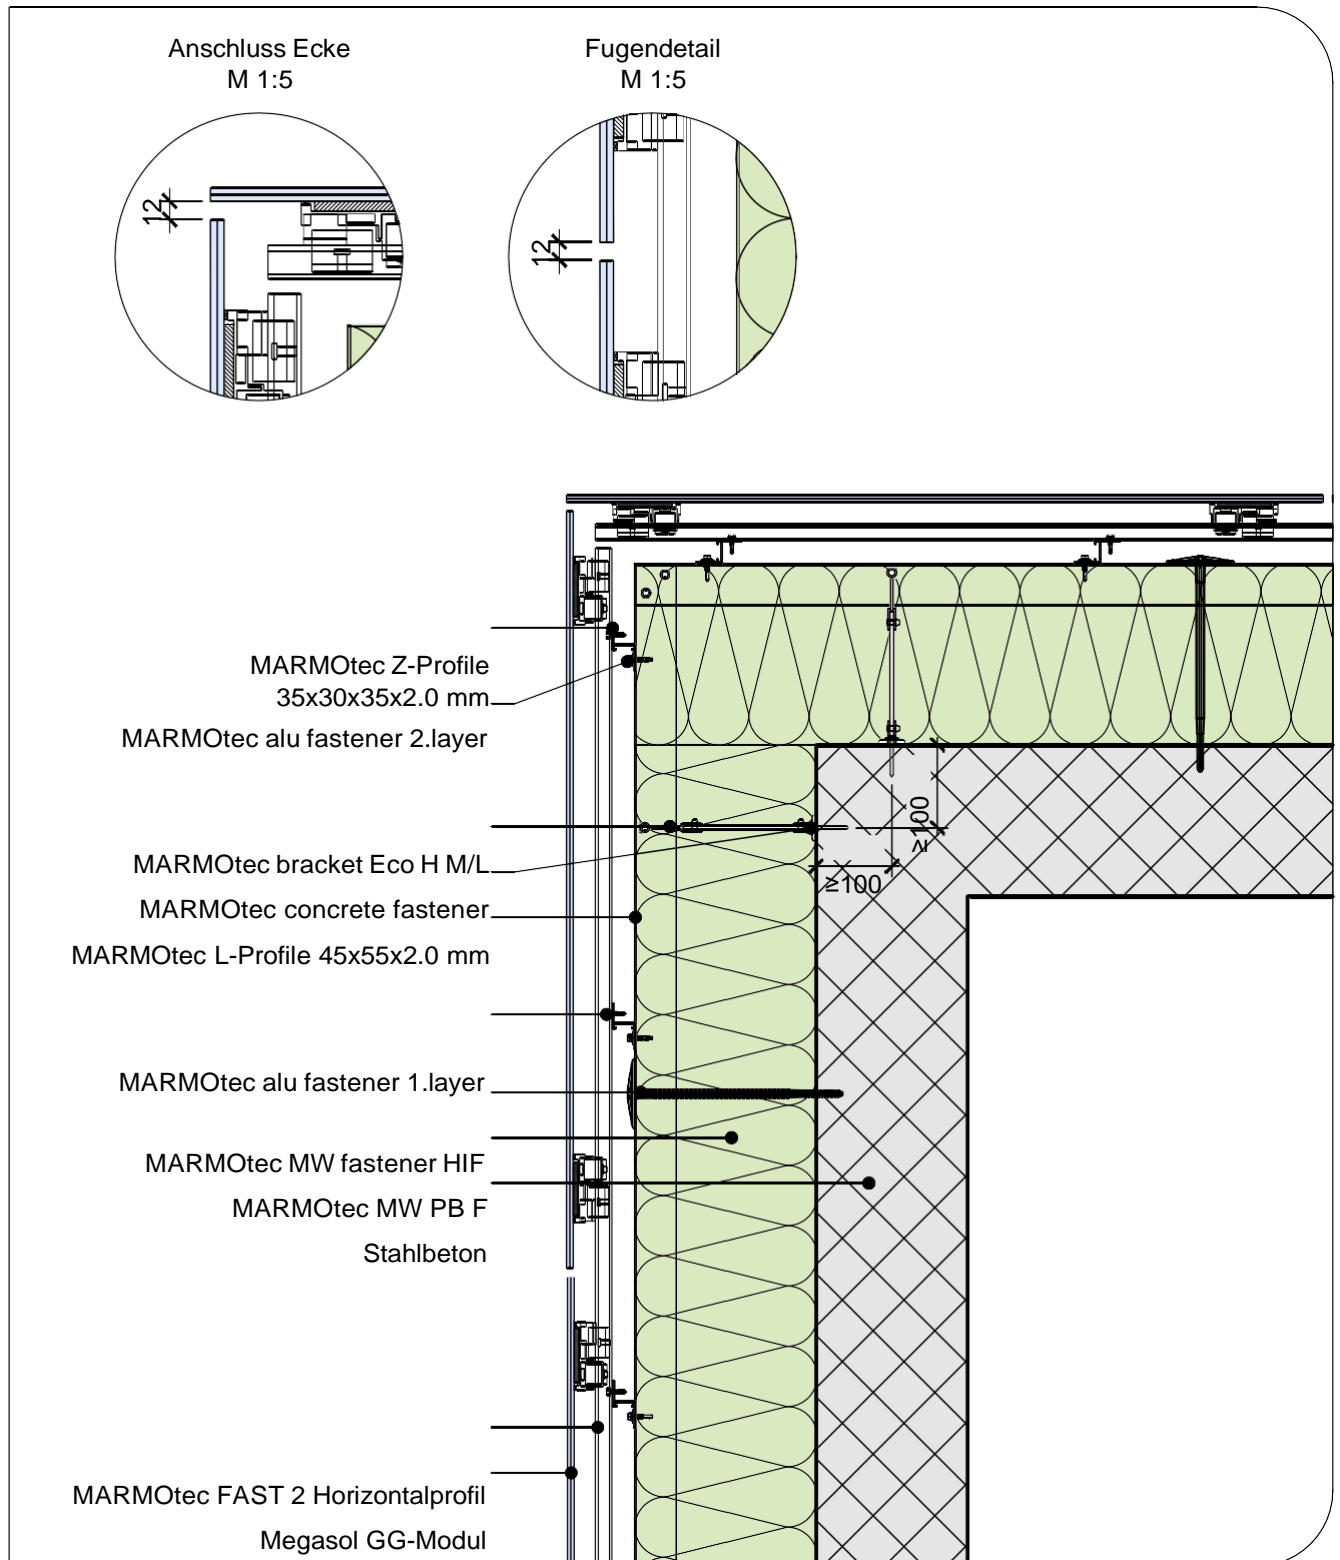 Anschluss Ecke
M 1:5
Fugendetail
M 1:5
12
12
MARMOtec Z-Profile
35x30x35x2.0 mm
MARMOtec alu fastener 2.layer
MARMOtec bracket Eco H M/L
MARMOtec concrete fastener
MARMOtec L-Profile 45x55x2.0 mm
≥100
≥100
MARMOtec alu fastener 1.layer
MARMOtec MW fastener HIF
MARMOtec MW PB F
Stahlbeton
MARMOtec FAST 2 Horizontalprofil
Megasol GG-Modul